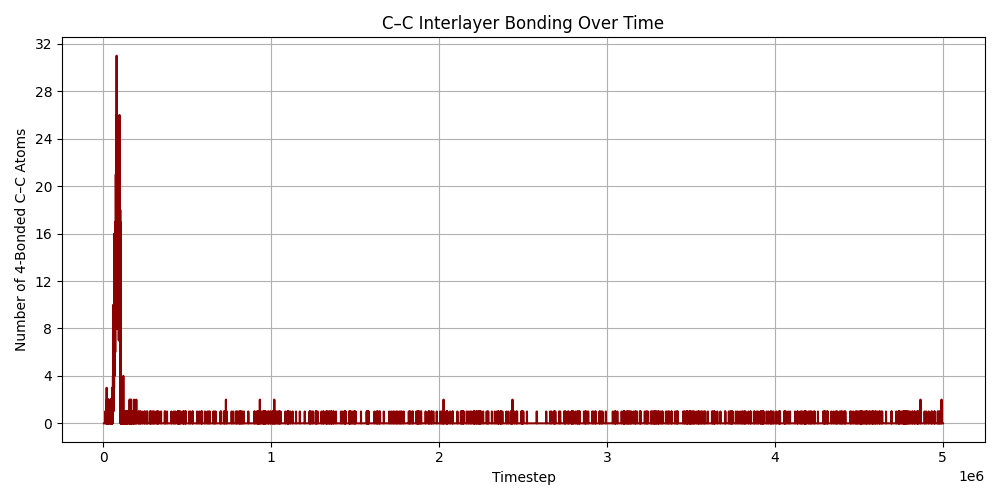 C–C Interlayer Bonding Over Time
Number of 4-Bonded C–C Atoms
32
28
24
20
16
12
8
4
0
0 1 2 3 4 5
1e6
Timestep